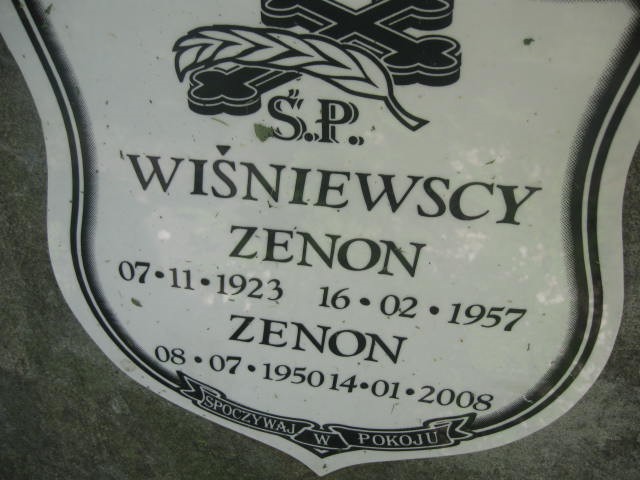 Ś.P.
WIŚNIEWSCY
ZENON
07•11•1923 16•02•1957
ZENON
08•07•1950 14•01•2008
SPOCZYWAJ W POKOJU